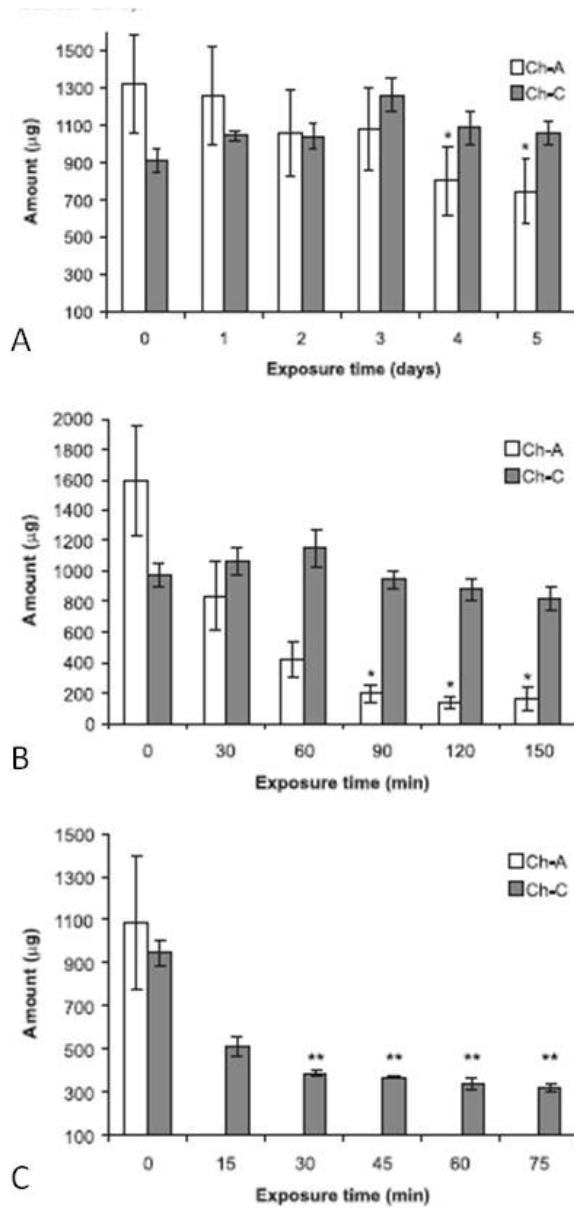 1500
1300
1100
900
700
500
300
100
Amount (µg)
Ch-A
Ch-C
*
*
0 1 2 3 4 5
Exposure time (days)
A
2000
1800
1600
1400
1200
1000
800
600
400
200
0
Amount (µg)
Ch-A
Ch-C
* * *
0 30 60 90 120 150
Exposure time (min)
B
1500
1300
1100
900
700
500
300
100
Amount (µg)
Ch-A
Ch-C
** ** ** **
0 15 30 45 60 75
Exposure time (min)
C